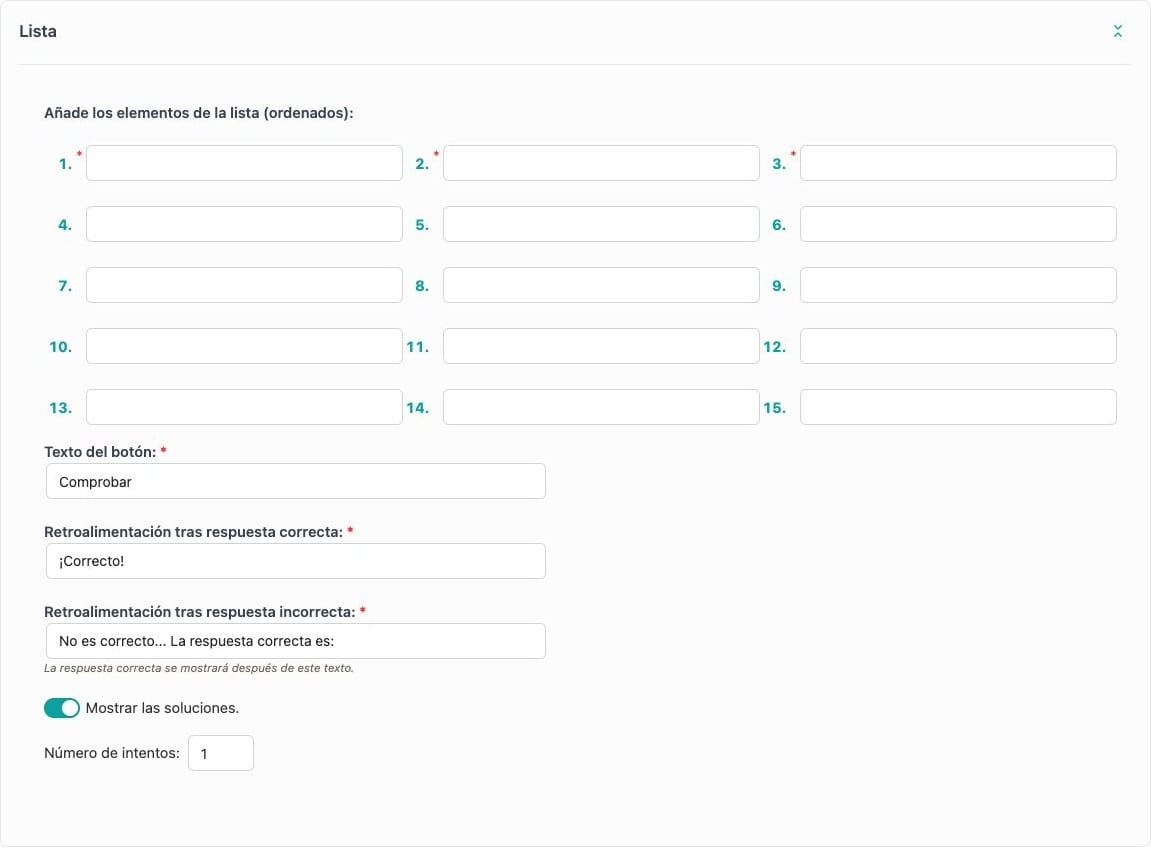 Lista
Añade los elementos de la lista (ordenados):
1. * 2. * 3. *
4. 5. 6.
7. 8. 9.
10. 11. 12.
13. 14. 15.
Texto del botón: *
Comprobar
Retroalimentación tras respuesta correcta: *
¡Correcto!
Retroalimentación tras respuesta incorrecta: *
No es correcto... La respuesta correcta es:
La respuesta correcta se mostrará después de este texto.
Mostrar las soluciones.
Número de intentos: 1